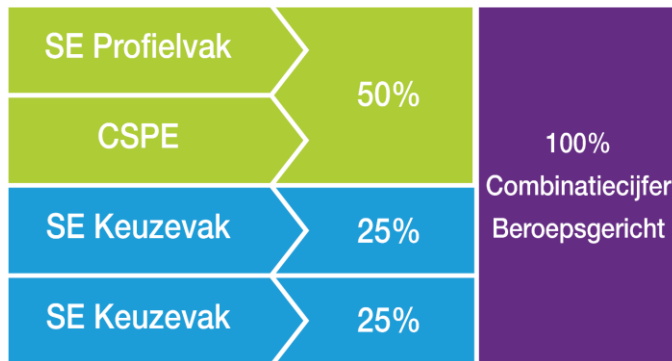 SE Profielvak
50%
CSPE
100%
Combinatiecijfer
Beroepsgericht
SE Keuzevak
25%
SE Keuzevak
25%